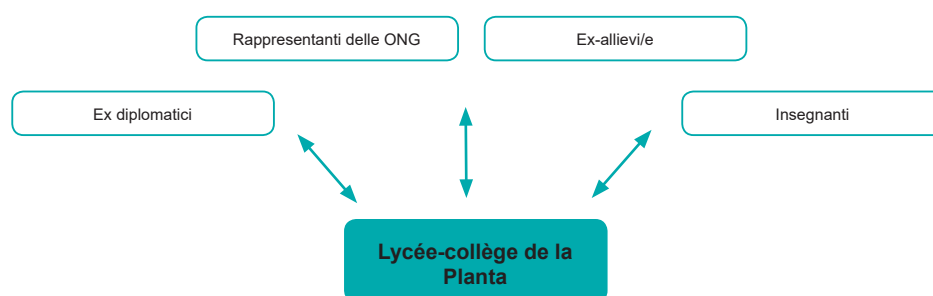 Rappresentanti delle ONG
Ex-allievi/e
Ex diplomatici
Insegnanti
Lycée-collège de la
Planta